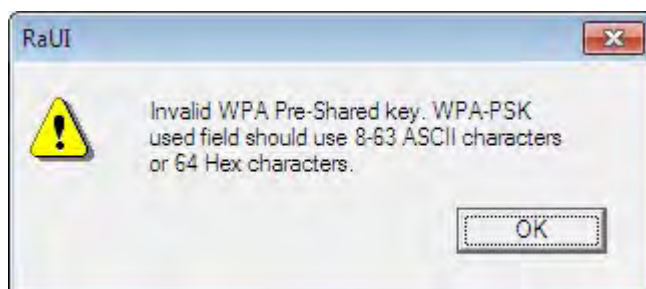 RaUI
Invalid WPA Pre-Shared key. WPA-PSK
used field should use 8-63 ASCII characters
or 64 Hex characters.
OK